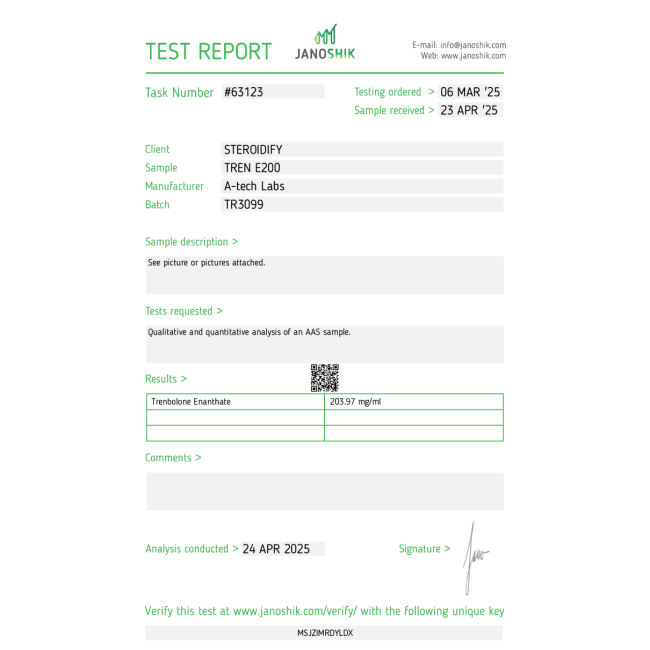 TEST REPORT
JANOSHIK
E-mail: info@janoshik.com
Web: www.janoshik.com
Task Number #63123
Testing ordered > 06 MAR '25
Sample received > 23 APR '25
Client STEROIDIFY
Sample TREN E200
Manufacturer A-tech Labs
Batch TR3099
Sample description >
See picture or pictures attached.
Tests requested >
Qualitative and quantitative analysis of an AAS sample.
Results >
Trenbolone Enanthate 203.97 mg/ml
Comments >
Analysis conducted > 24 APR 2025
Signature >
Verify this test at www.janoshik.com/verify/ with the following unique key
MSJZIMRDYLDX